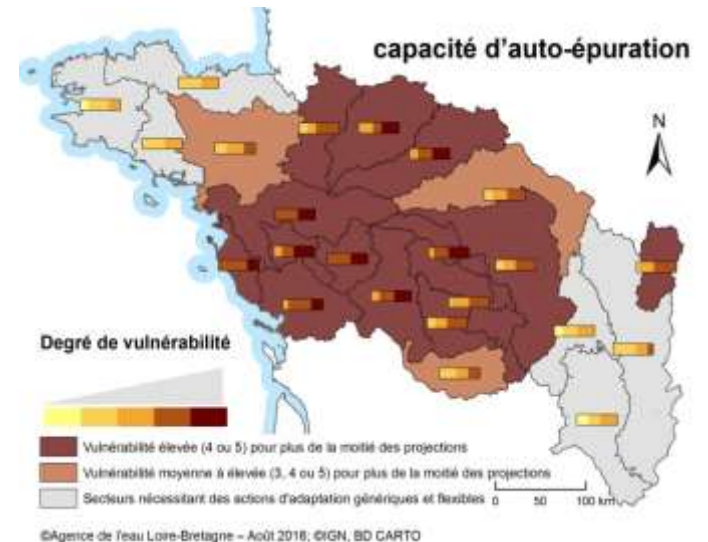 capacité d'auto-épuration
N
Degré de vulnérabilité
Vulnérabilité élevée (4 ou 5) pour plus de la moitié des projections
Vulnérabilité moyenne à élevée (3, 4 ou 5) pour plus de la moitié des projections
Secteurs nécessitant des actions d'adaptation génériques et flexibles
0 50 100 km
©Agence de l'eau Loire-Bretagne – Août 2016; ©IGN, BD CARTO